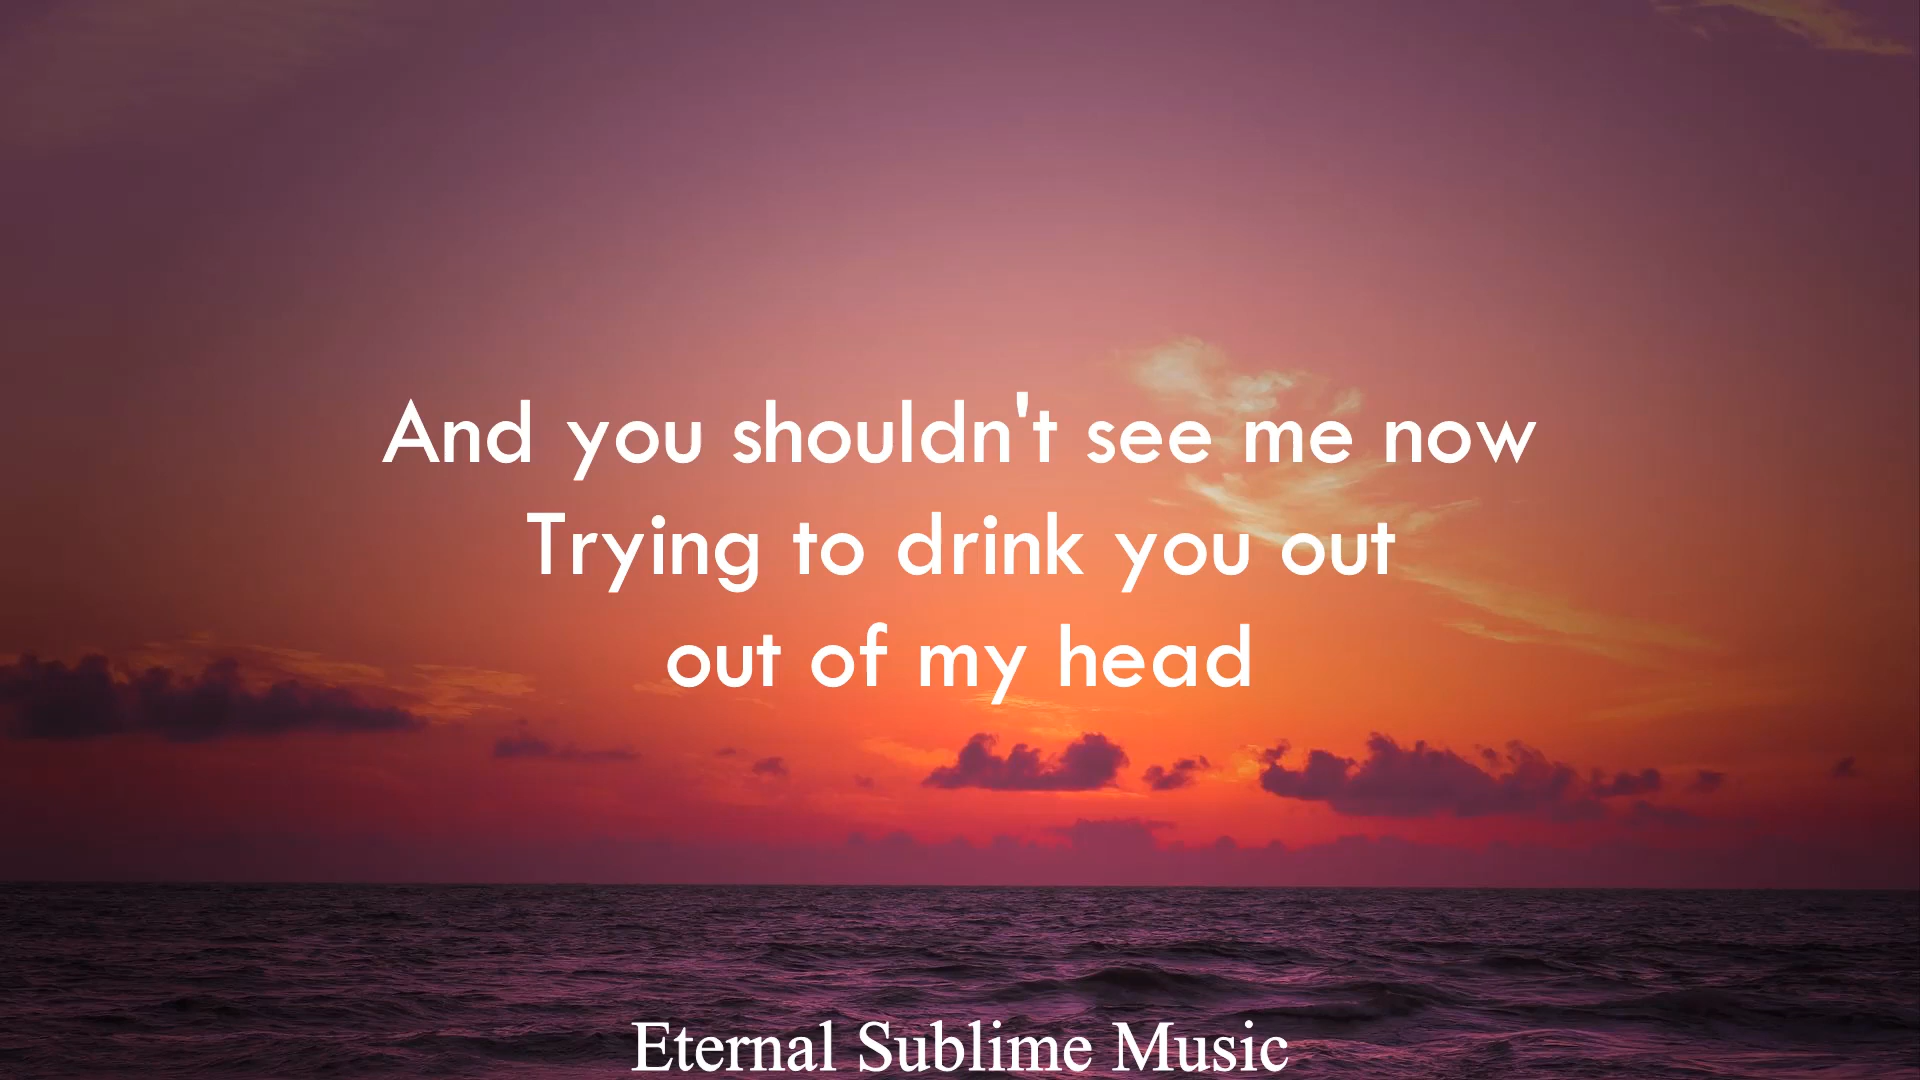 And you shouldn't see me now
Trying to drink you out
out of my head
Eternal Sublime Music